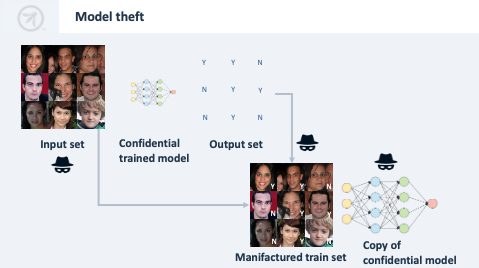 Model theft
Y Y N
N Y Y
N Y N
Input set
Confidential
trained model
Output set
Y Y N
N Y Y
N Y N
Manifactured train set
Copy of
confidential model